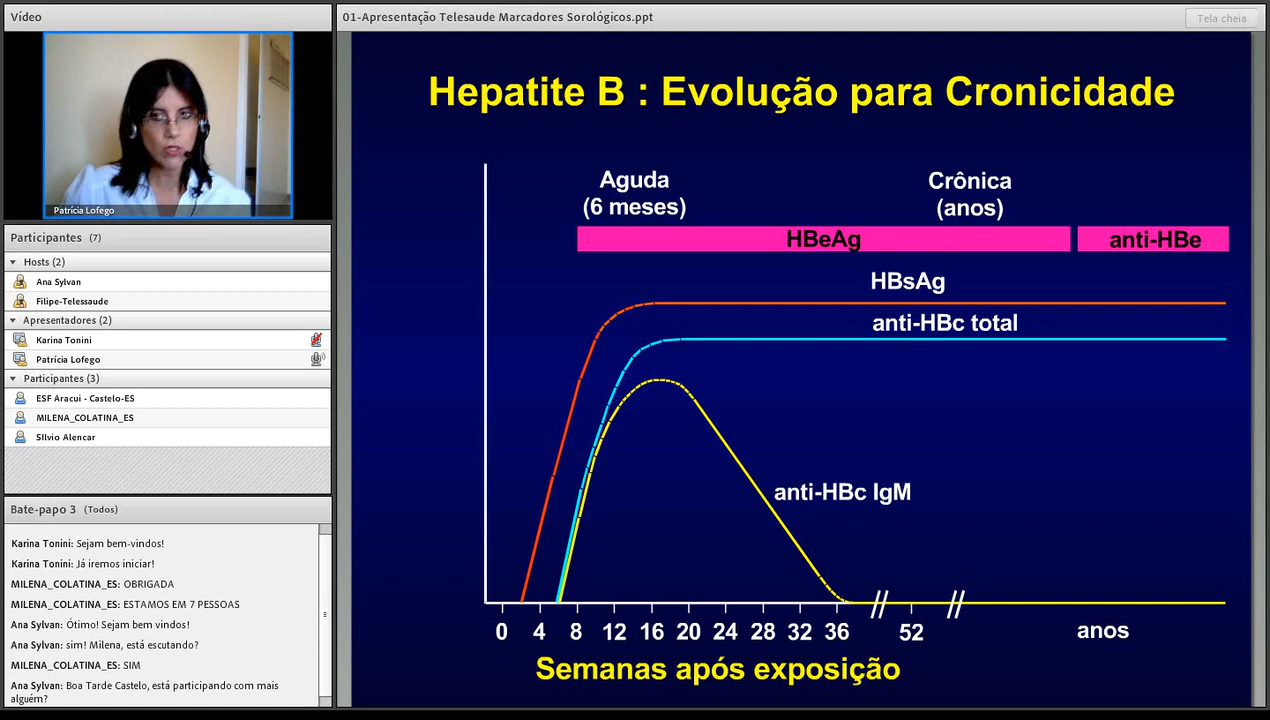 Vídeo
Patrícia Lofego
Participantes (7)
Hosts (2)
Ana Sylvan
Filipe-Telessaude
Apresentadores (2)
Karina Tonini
Patrícia Lofego
Participantes (3)
ESF Aracui - Castelo-ES
MILENA_COLATINA_ES
SIlvio Alencar
Bate-papo 3 (Todos)
Karina Tonini: Sejam bem-vindos!
Karina Tonini: Já iremos iniciar!
MILENA_COLATINA_ES: OBRIGADA
MILENA_COLATINA_ES: ESTAMOS EM 7 PESSOAS
Ana Sylvan: Ótimo! Sejam bem vindos!
Ana Sylvan: sim! Milena, está escutando?
MILENA_COLATINA_ES: SIM
Ana Sylvan: Boa Tarde Castelo, está participando com mais
alguém?
01-Apresentação Telesaude Marcadores Sorológicos.ppt
Tela cheia
Hepatite B : Evolução para Cronicidade
Aguda
(6 meses)
Crônica
(anos)
HBeAg
anti-HBe
HBsAg
anti-HBc total
anti-HBc IgM
0 4 8 12 16 20 24 28 32 36 52 anos
Semanas após exposição